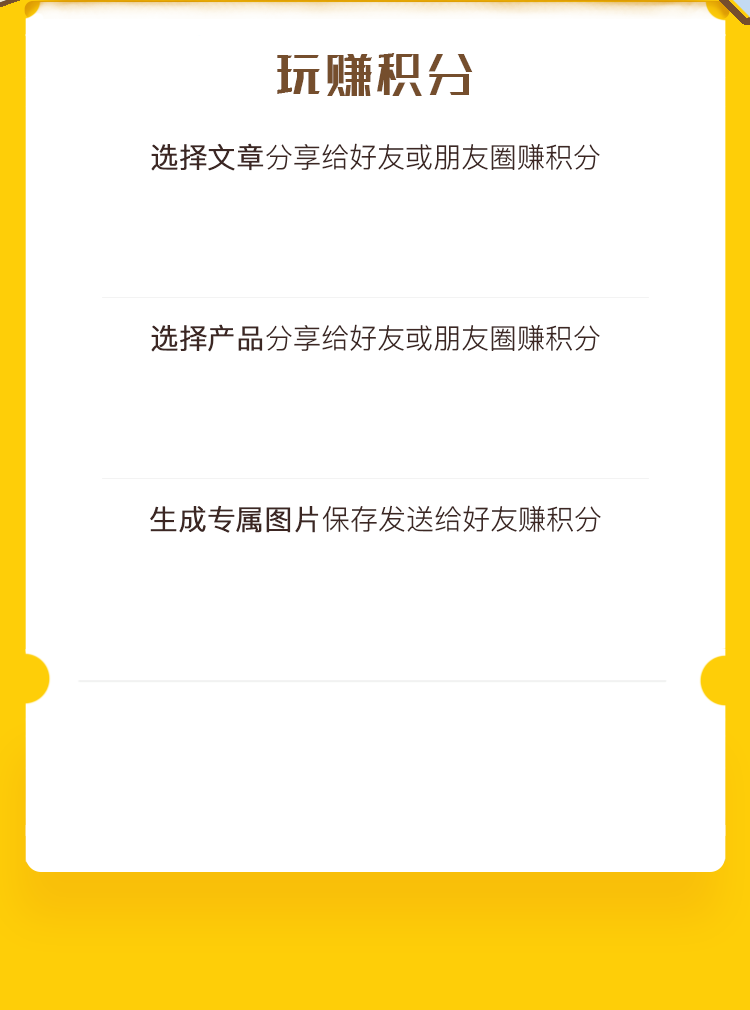 玩赚积分
选择文章分享给好友或朋友圈赚积分
选择产品分享给好友或朋友圈赚积分
生成专属图片保存发送给好友赚积分